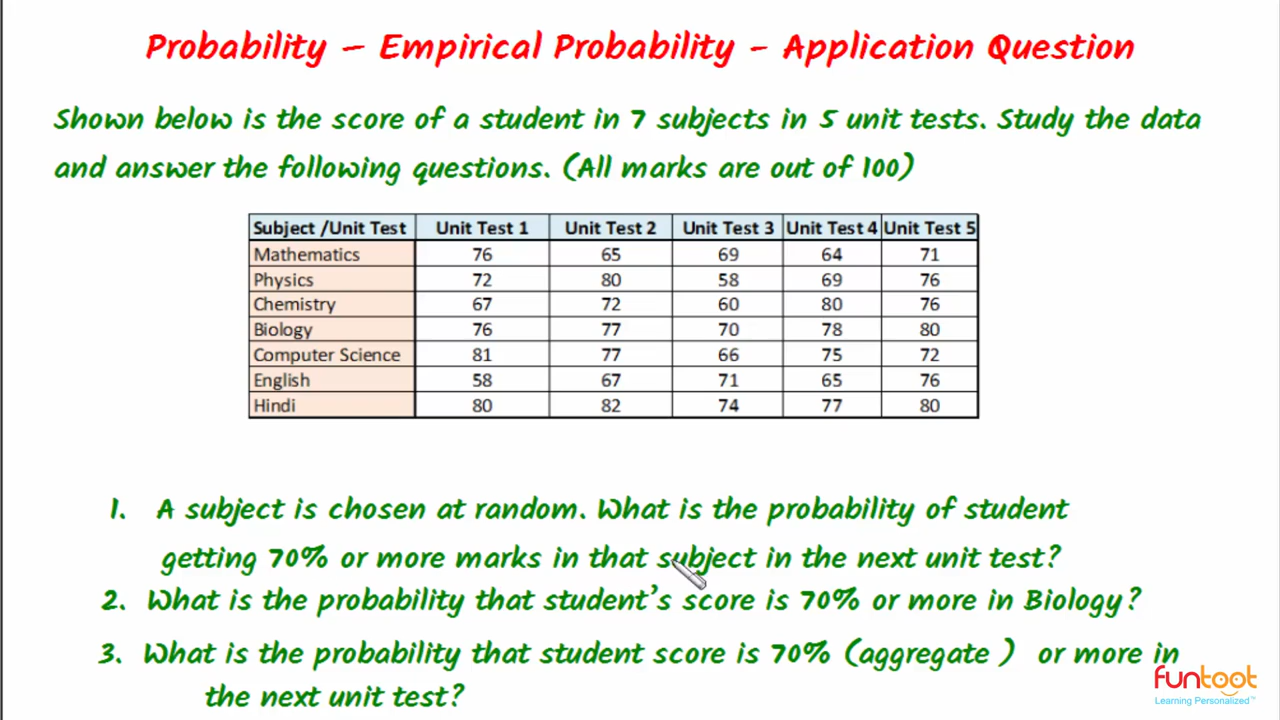 Probability – Empirical Probability - Application Question
Shown below is the score of a student in 7 subjects in 5 unit tests. Study the data
and answer the following questions. (All marks are out of 100)
Subject /Unit Test Unit Test 1 Unit Test 2 Unit Test 3 Unit Test 4 Unit Test 5
Mathematics 76 65 69 64 71
Physics 72 80 58 69 76
Chemistry 67 72 60 80 76
Biology 76 77 70 78 80
Computer Science 81 77 66 75 72
English 58 67 71 65 76
Hindi 80 82 74 77 80
1. A subject is chosen at random. What is the probability of student
getting 70% or more marks in that subject in the next unit test?
2. What is the probability that student's score is 70% or more in Biology?
3. What is the probability that student score is 70% (aggregate ) or more in
the next unit test?
funtoot
Learning Personalized™